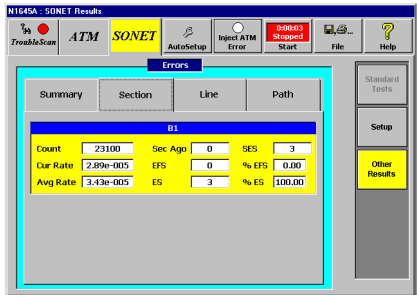 N1645A : SONET Results
TroubleScan
ATM
SONET
AutoSetup
Inject ATM
Error
0:00:03
Stopped
Start
File
Help
Errors
Summary
Section
Line
Path
B1
Count 23100 Sec Ago 0 SES 3
Cur Rate 2.89e-005 EFS 0 % EFS 0.00
Avg Rate 3.43e-005 ES 3 % ES 100.00
Standard
Tests
Setup
Other
Results